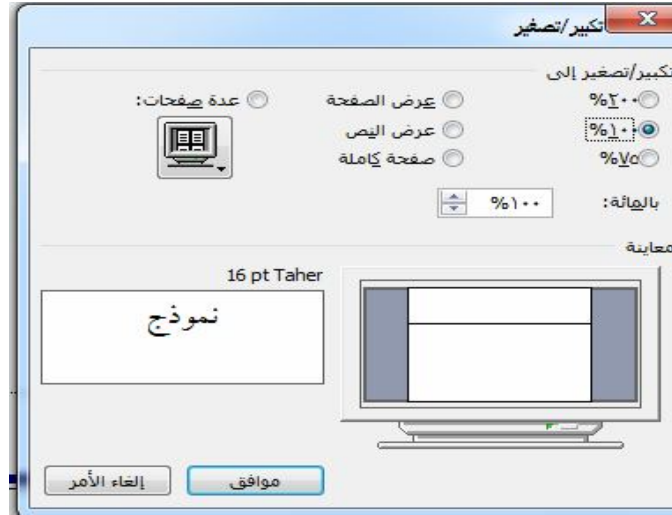 تكبير/تصغير
تكبير/تصغير إلى
٢٠٠%
عرض الصفحة
عدة صفحات:
١٠٠%
عرض النص
٧٥%
صفحة كاملة
بالمائة:
١٠٠%
معاينة
16 pt Taher
نموذج
موافق
إلغاء الأمر